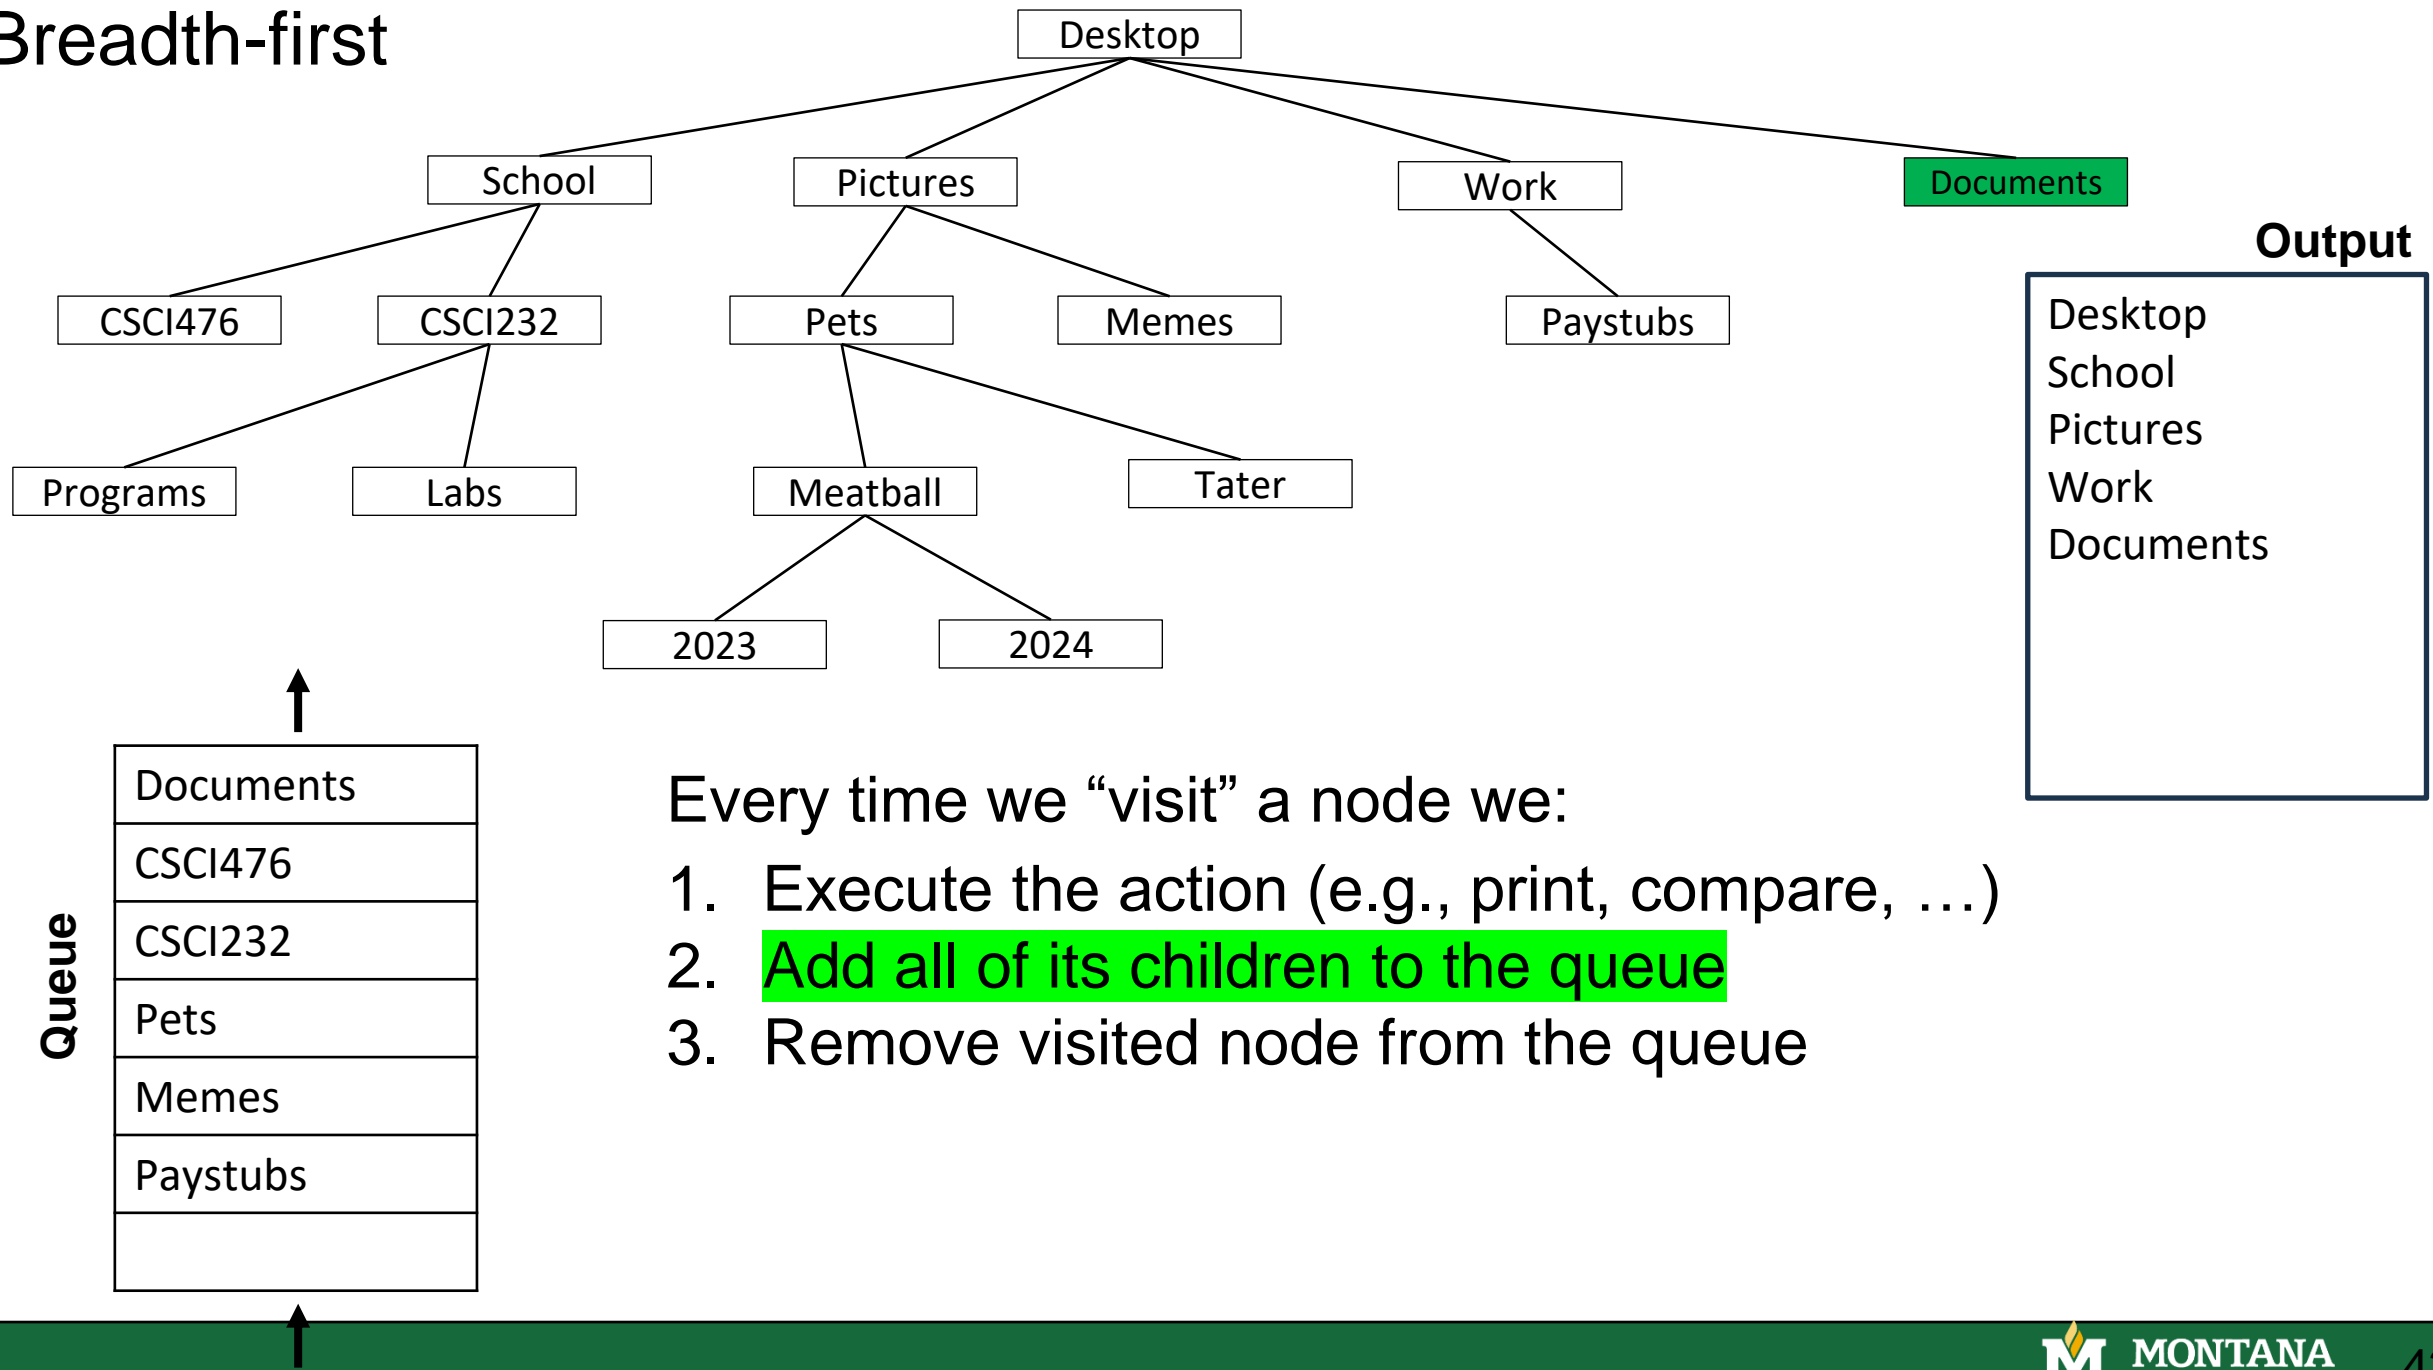 Breadth-first
Desktop
School
Pictures
Work
Documents
Output
CSCI476
CSCI232
Pets
Memes
Paystubs
Desktop
School
Pictures
Work
Documents
Programs
Labs
Meatball
Tater
2023
2024
Queue
Documents
CSCI476
CSCI232
Pets
Memes
Paystubs
Every time we “visit” a node we:
1. Execute the action (e.g., print, compare, …)
2. Add all of its children to the queue
3. Remove visited node from the queue
M MONTANA